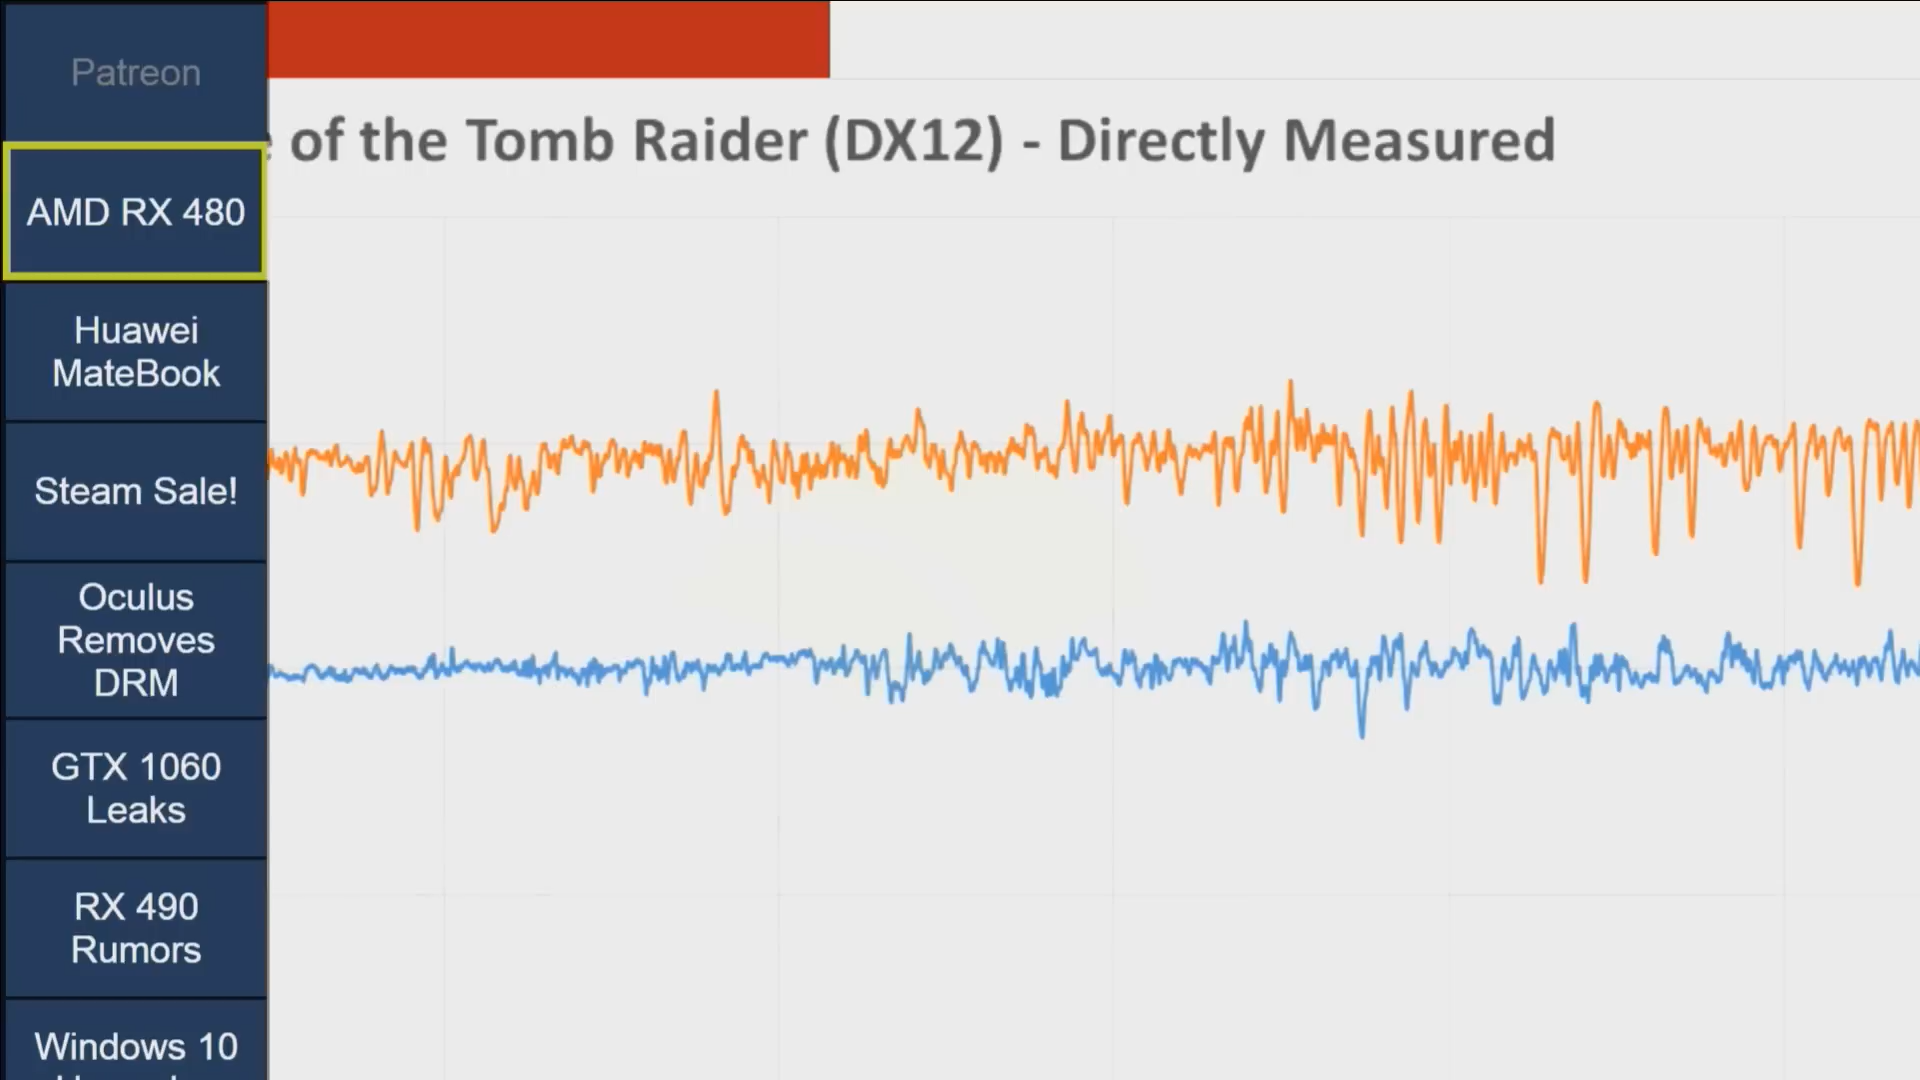 Patreon
e of the Tomb Raider (DX12) - Directly Measured
AMD RX 480
Huawei
MateBook
Steam Sale!
Oculus
Removes
DRM
GTX 1060
Leaks
RX 490
Rumors
Windows 10